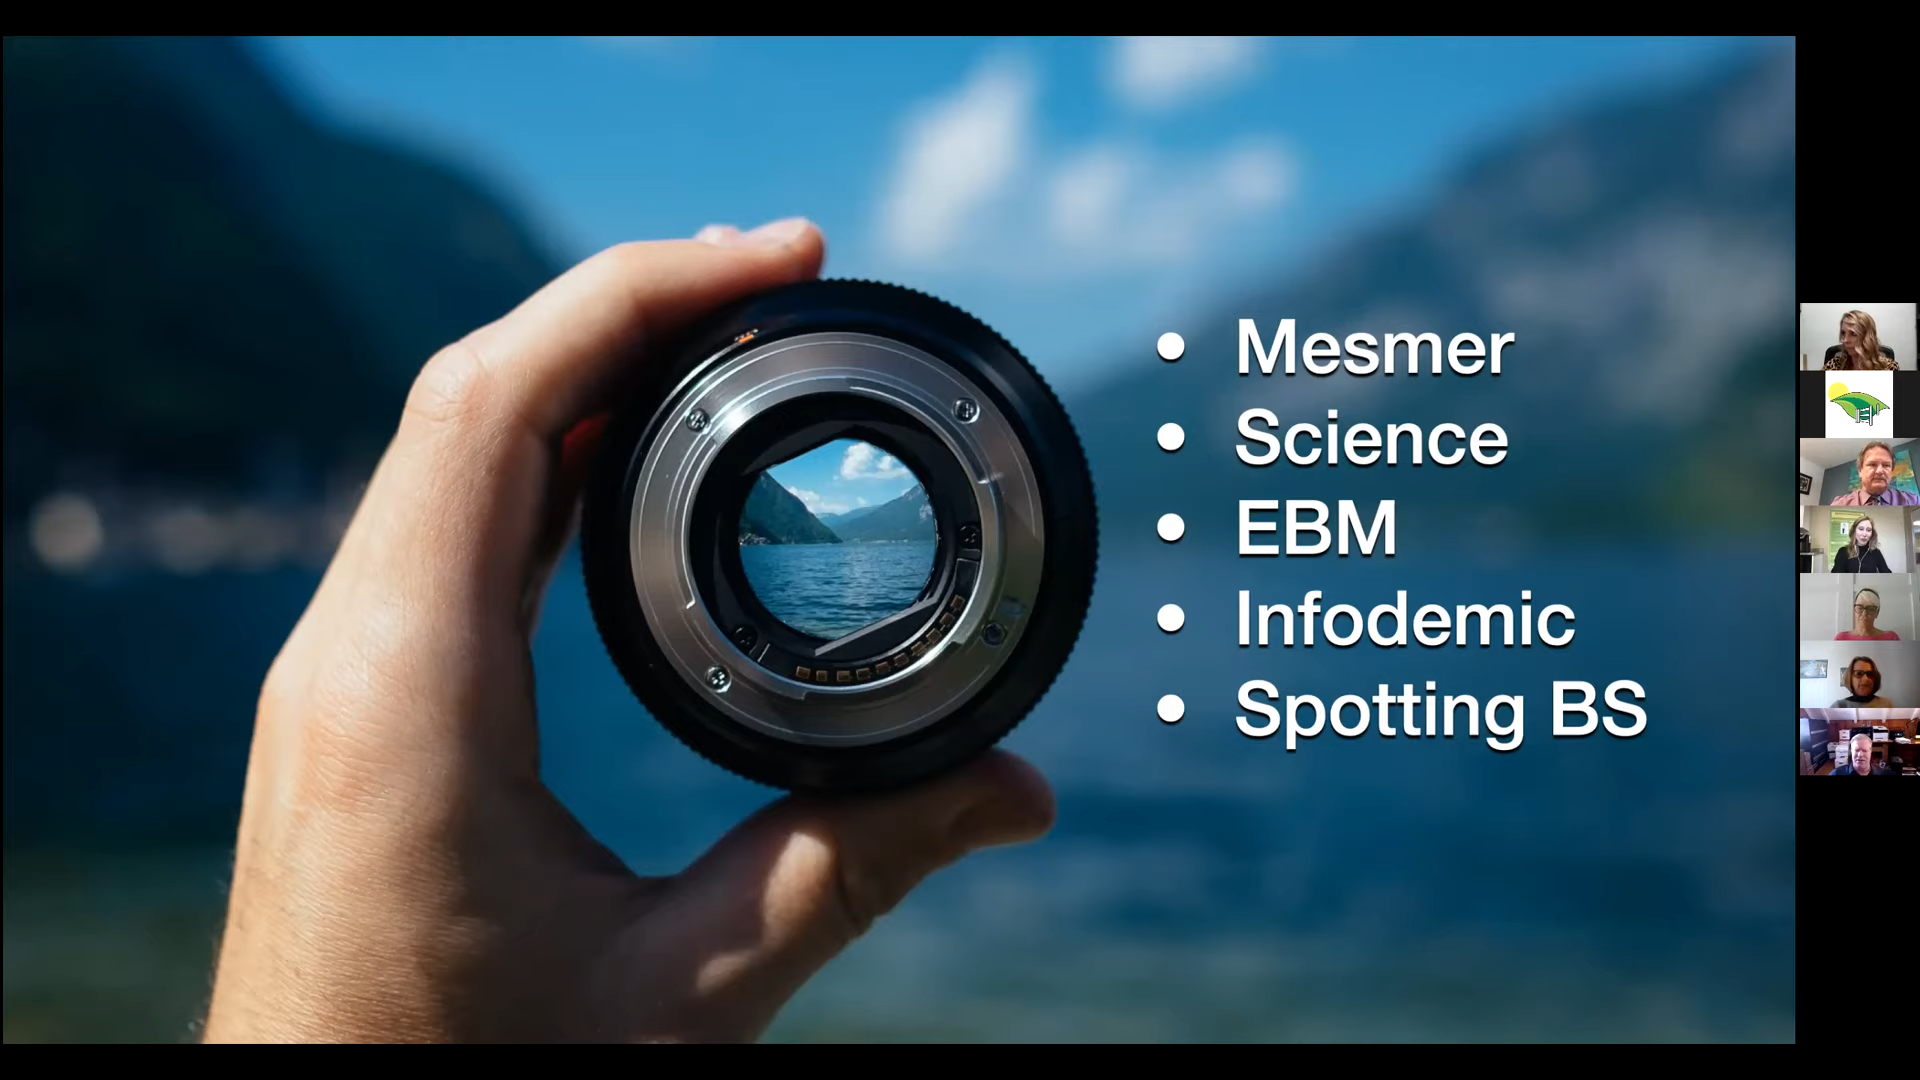 • Mesmer
• Science
• EBM
• Infodemic
• Spotting BS